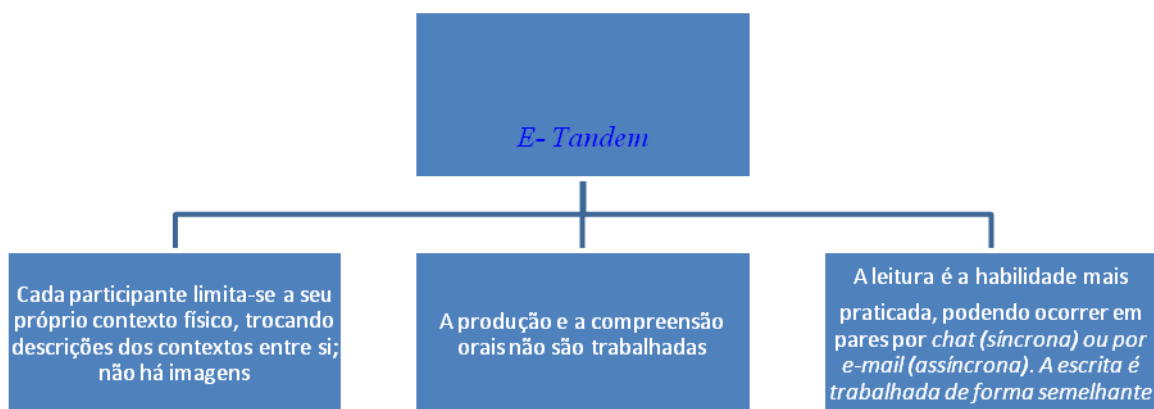 E- Tandem
Cada participante limita-se a seu
próprio contexto físico, trocando
descrições dos contextos entre si;
não há imagens
A produção e a compreensão
orais não são trabalhadas
A leitura é a habilidade mais
praticada, podendo ocorrer em
pares por chat (síncrona) ou por
e-mail (assíncrona). A escrita é
trabalhada de forma semelhante